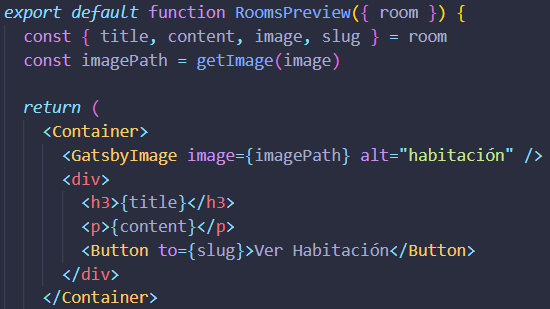 export default function RoomsPreview({ room }) {
const { title, content, image, slug } = room
const imagePath = getImage(image)
return (
<Container>
<GatsbyImage image={imagePath} alt="habitación" />
<div>
<h3>{title}</h3>
<p>{content}</p>
<Button to={slug}>Ver Habitación</Button>
</div>
</Container>